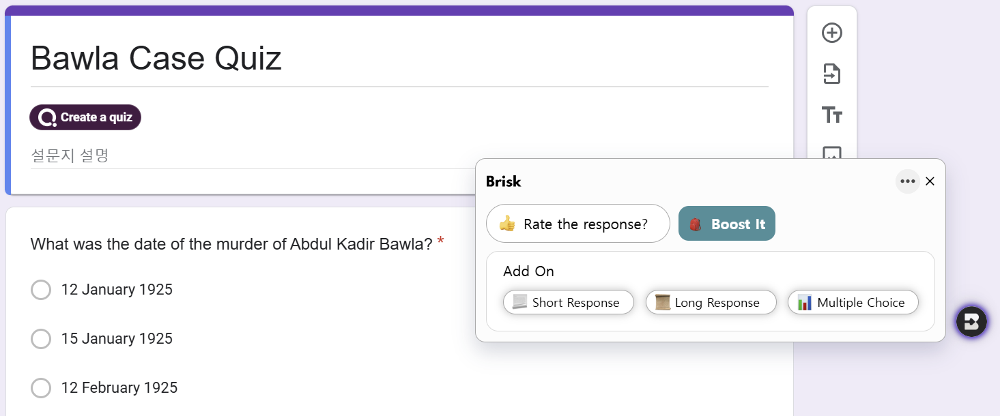 Bawla Case Quiz
Create a quiz
설문지 설명
What was the date of the murder of Abdul Kadir Bawla? *
12 January 1925
15 January 1925
12 February 1925
Tт
Brisk
Rate the response?
Boost It
Add On
Short Response
Long Response
Multiple Choice
B